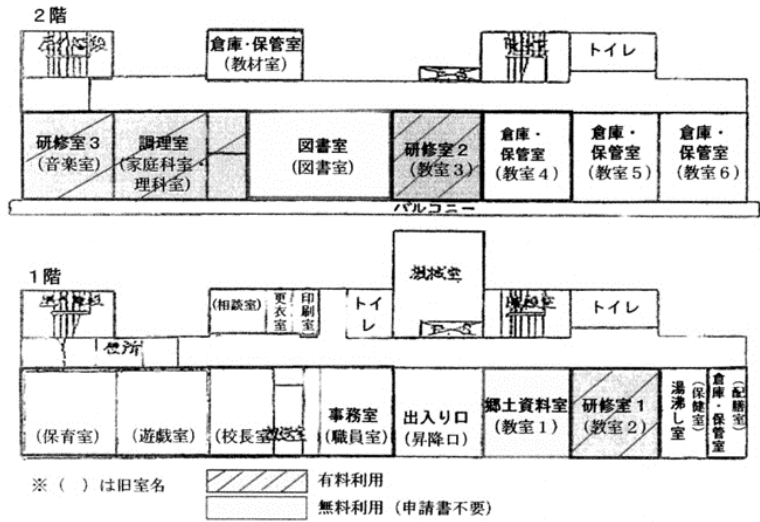 2階
倉庫・保管室
(教材室)
トイレ
研修室3
(音楽室)
調理室
(家庭科室・
理科室)
図書室
(図書室)
研修室2
(教室3)
倉庫・
保管室
(教室4)
倉庫・
保管室
(教室5)
倉庫・
保管室
(教室6)
バルコニー
1階
機械室
(相談室)
更衣室
印刷室
トイレ
トイレ
便所
(保育室)
(遊戯室)
(校長室)
事務室
(職員室)
出入り口
(昇降口)
郷土資料室
(教室1)
研修室1
(教室2)
湯沸し室
(保健室)
倉庫・保管室
(配膳室)
※( )は旧室名
有料利用
無料利用(申請書不要)